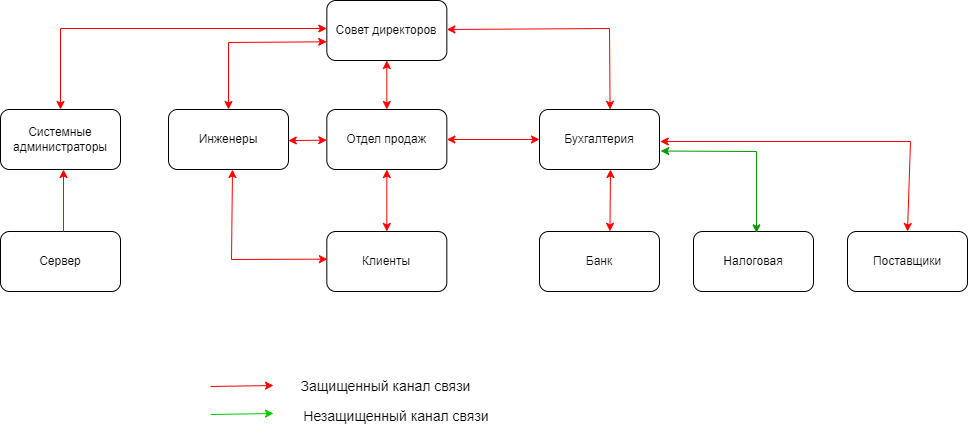 Совет директоров
Системные
администраторы
Инженеры
Отдел продаж
Бухгалтерия
Сервер
Клиенты
Банк
Налоговая
Поставщики
Защищенный канал связи
Незащищенный канал связи